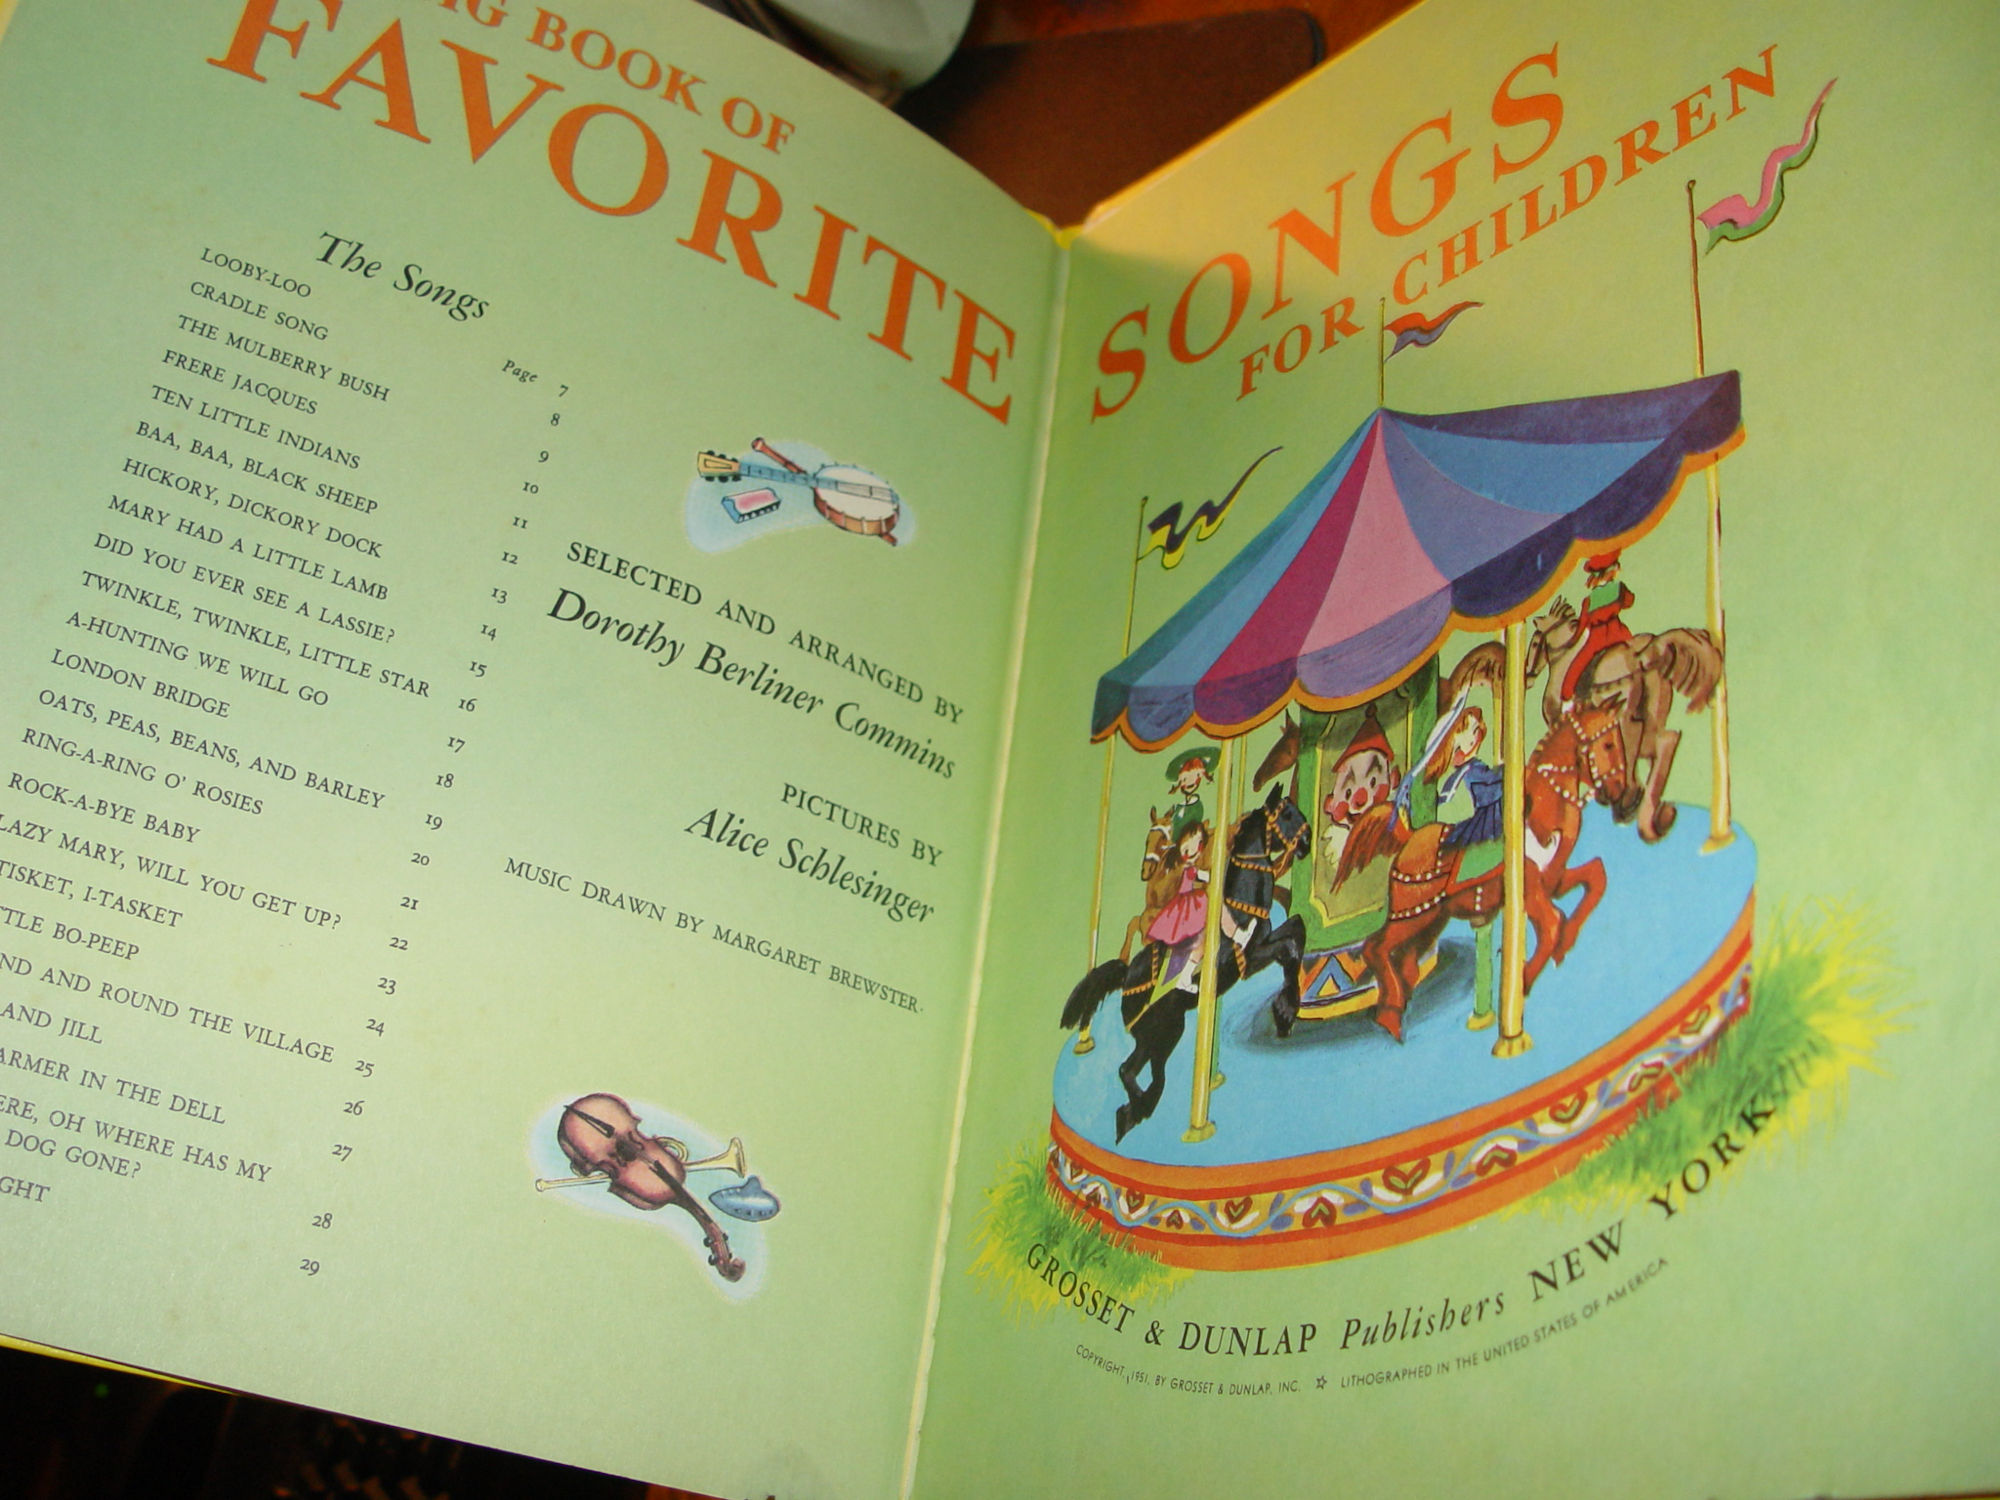 BOOK OF
FAVORITE
The Songs
Page
LOOBY-LOO 7
CRADLE SONG 8
THE MULBERRY BUSH 9
FRERE JACQUES 10
TEN LITTLE INDIANS 11
BAA, BAA, BLACK SHEEP 12
HICKORY, DICKORY DOCK 13
MARY HAD A LITTLE LAMB 14
DID YOU EVER SEE A LASSIE? 15
TWINKLE, TWINKLE, LITTLE STAR 16
A-HUNTING WE WILL GO 17
LONDON BRIDGE 18
OATS, PEAS, BEANS, AND BARLEY 19
RING-A-RING O' ROSIES 20
ROCK-A-BYE BABY 21
LAZY MARY, WILL YOU GET UP? 22
TISKET, I-TASKET 23
TTLE BO-PEEP 24
ND AND ROUND THE VILLAGE 25
AND JILL 26
ARMER IN THE DELL 27
ERE, OH WHERE HAS MY
DOG GONE? 28
GHT 29
SELECTED AND ARRANGED BY
Dorothy Berliner Commins
PICTURES BY
Alice Schlesinger
MUSIC DRAWN BY MARGARET BREWSTER.
SONGS
FOR CHILDREN
GROSSET & DUNLAP Publishers NEW YORK
COPYRIGHT, 1951, BY GROSSET & DUNLAP, INC. ☆ LITHOGRAPHED IN THE UNITED STATES OF AMERICA